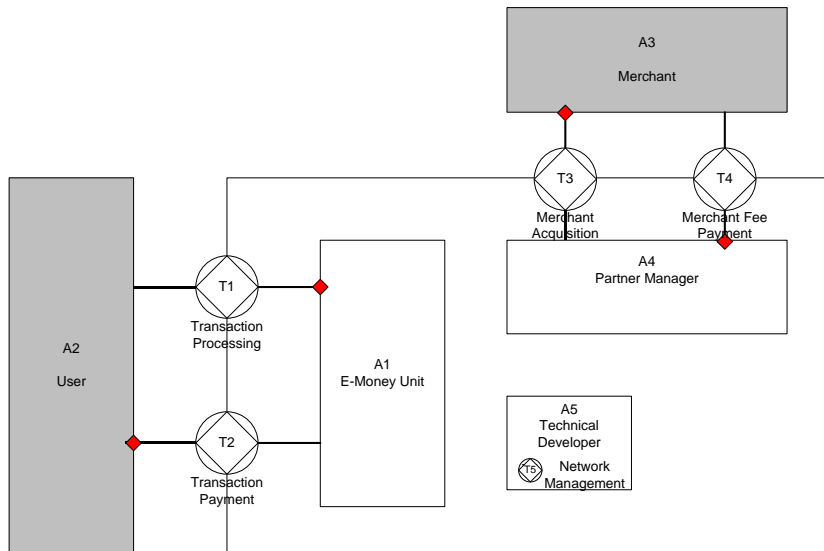 A3
Merchant
T3
T4
Merchant
Acquisition
Merchant Fee
Payment
A4
Partner Manager
T1
Transaction
Processing
A2
User
A1
E-Money Unit
T2
Transaction
Payment
A5
Technical
Developer
T5
Network
Management